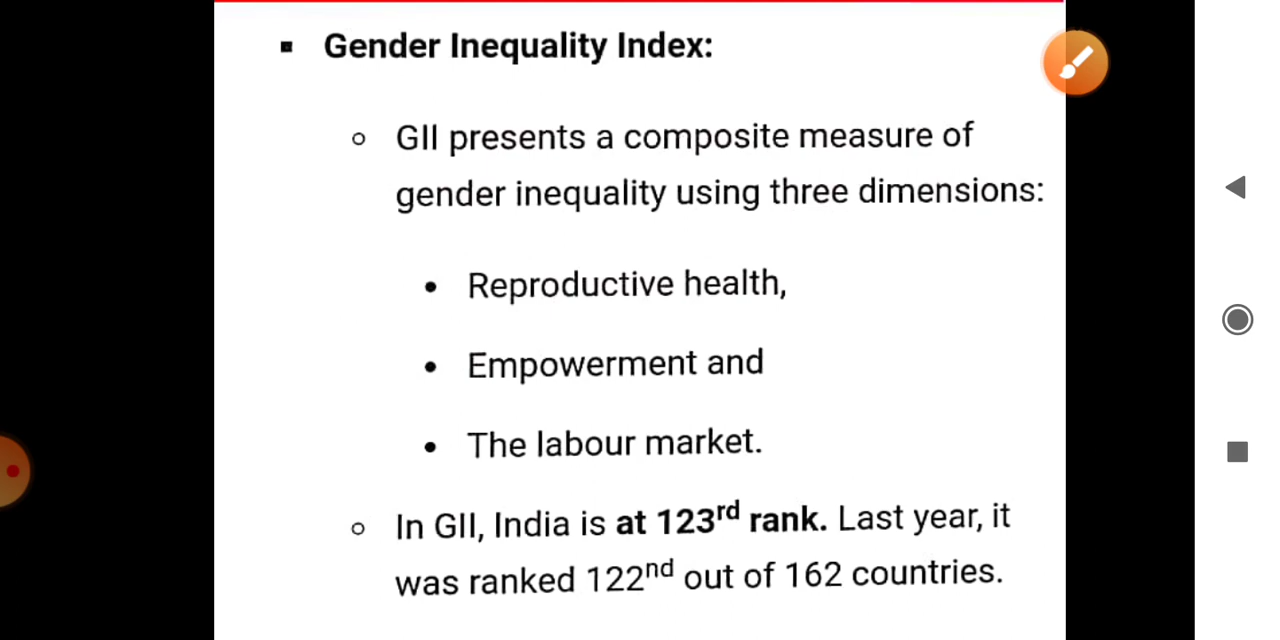 ▪ Gender Inequality Index:
○ GII presents a composite measure of
gender inequality using three dimensions:
• Reproductive health,
• Empowerment and
• The labour market.
○ In GII, India is at 123rd rank. Last year, it
was ranked 122nd out of 162 countries.